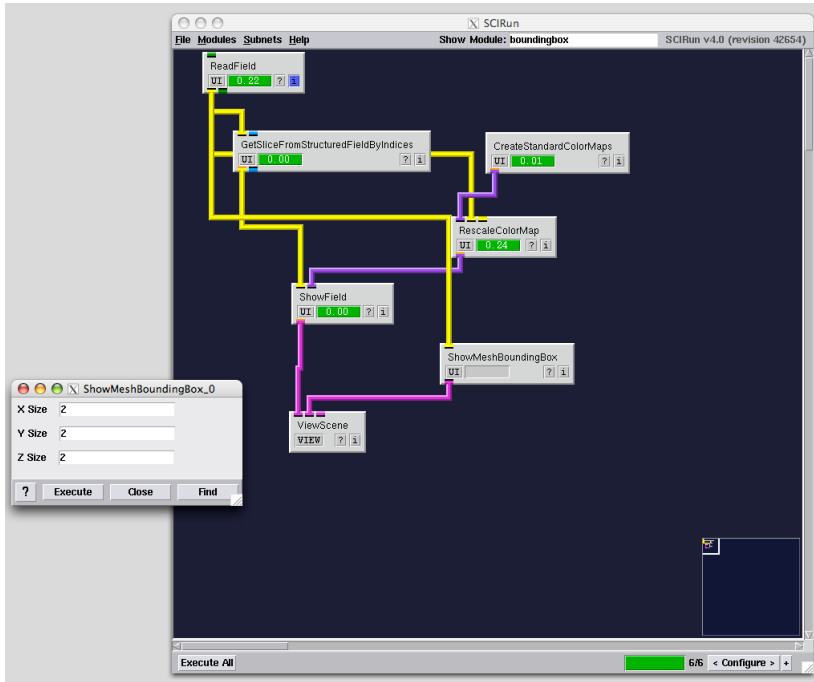 X SCIRun
File Modules Subnets Help Show Module: boundingbox SCIRun v4.0 (revision 42654)
ReadField
UI 0.22 ? i
GetSliceFromStructuredFieldByIndices
UI 0.00 ? i
CreateStandardColorMaps
UI 0.01 ? i
RescaleColorMap
UI 0.24 ? i
ShowField
UI 0.00 ? i
ShowMeshBoundingBox
UI ? i
X ShowMeshBoundingBox_0
X Size 2
Y Size 2
Z Size 2
? Execute Close Find
ViewScene
VIEW ? i
Execute All 6/6 < Configure > +